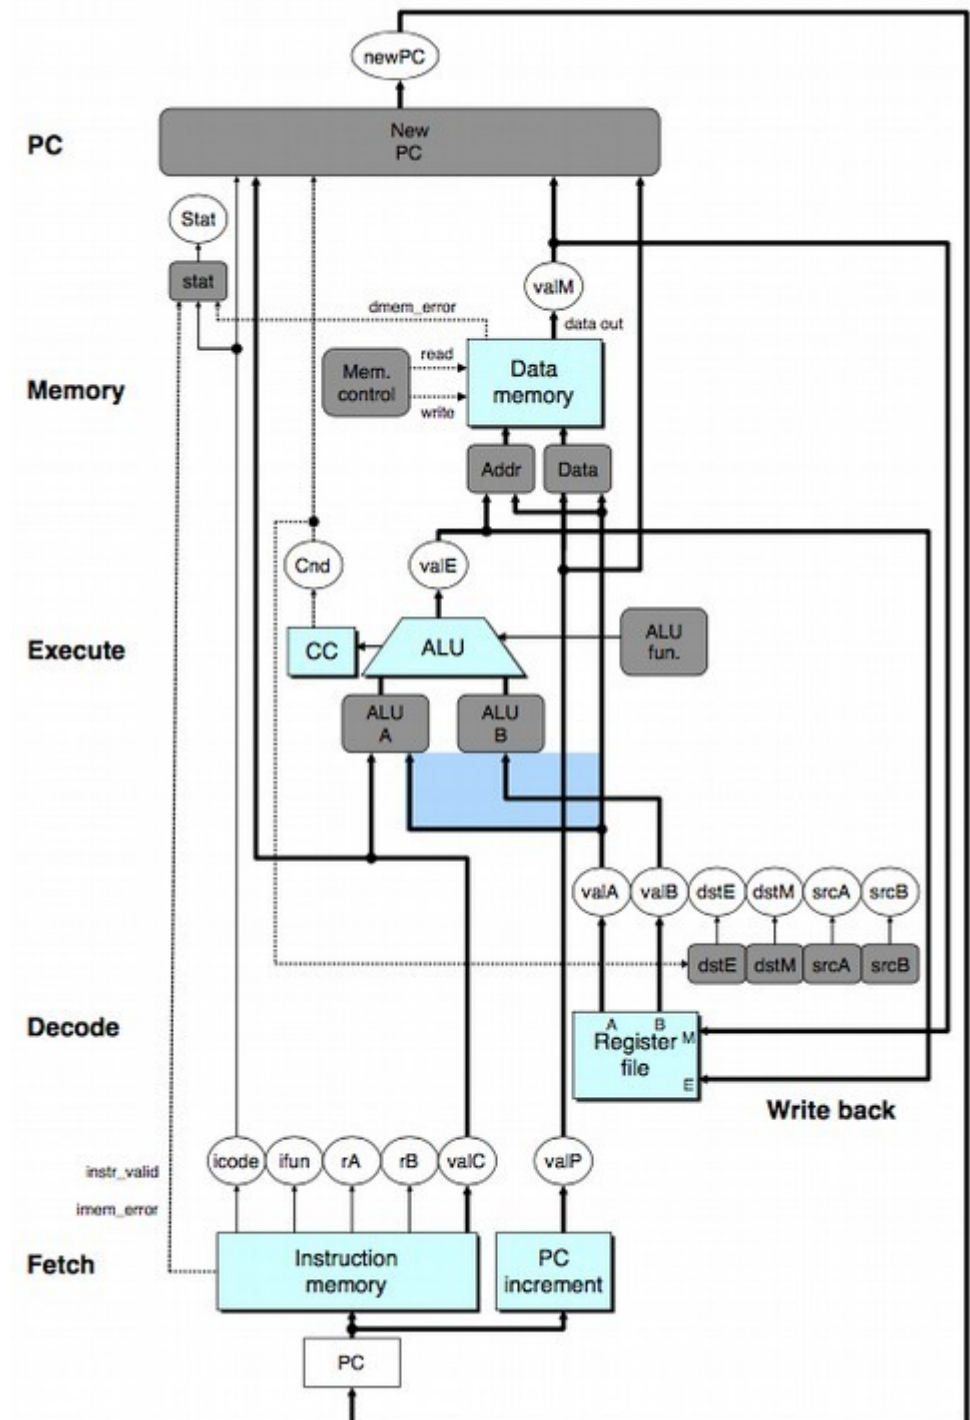 newPC
New
PC
PC
Stat
stat
valM
dmem_error
data out
read
Mem.
control
write
Data
memory
Memory
Addr
Data
Cnd
valE
CC
ALU
ALU
fun.
Execute
ALU
A
ALU
B
valA
valB
dstE
dstM
srcA
srcB
dstE
dstM
srcA
srcB
Decode
A
B
M
Register
file
E
Write back
icode
ifun
rA
rB
valC
valP
instr_valid
imem_error
Fetch
Instruction
memory
PC
increment
PC